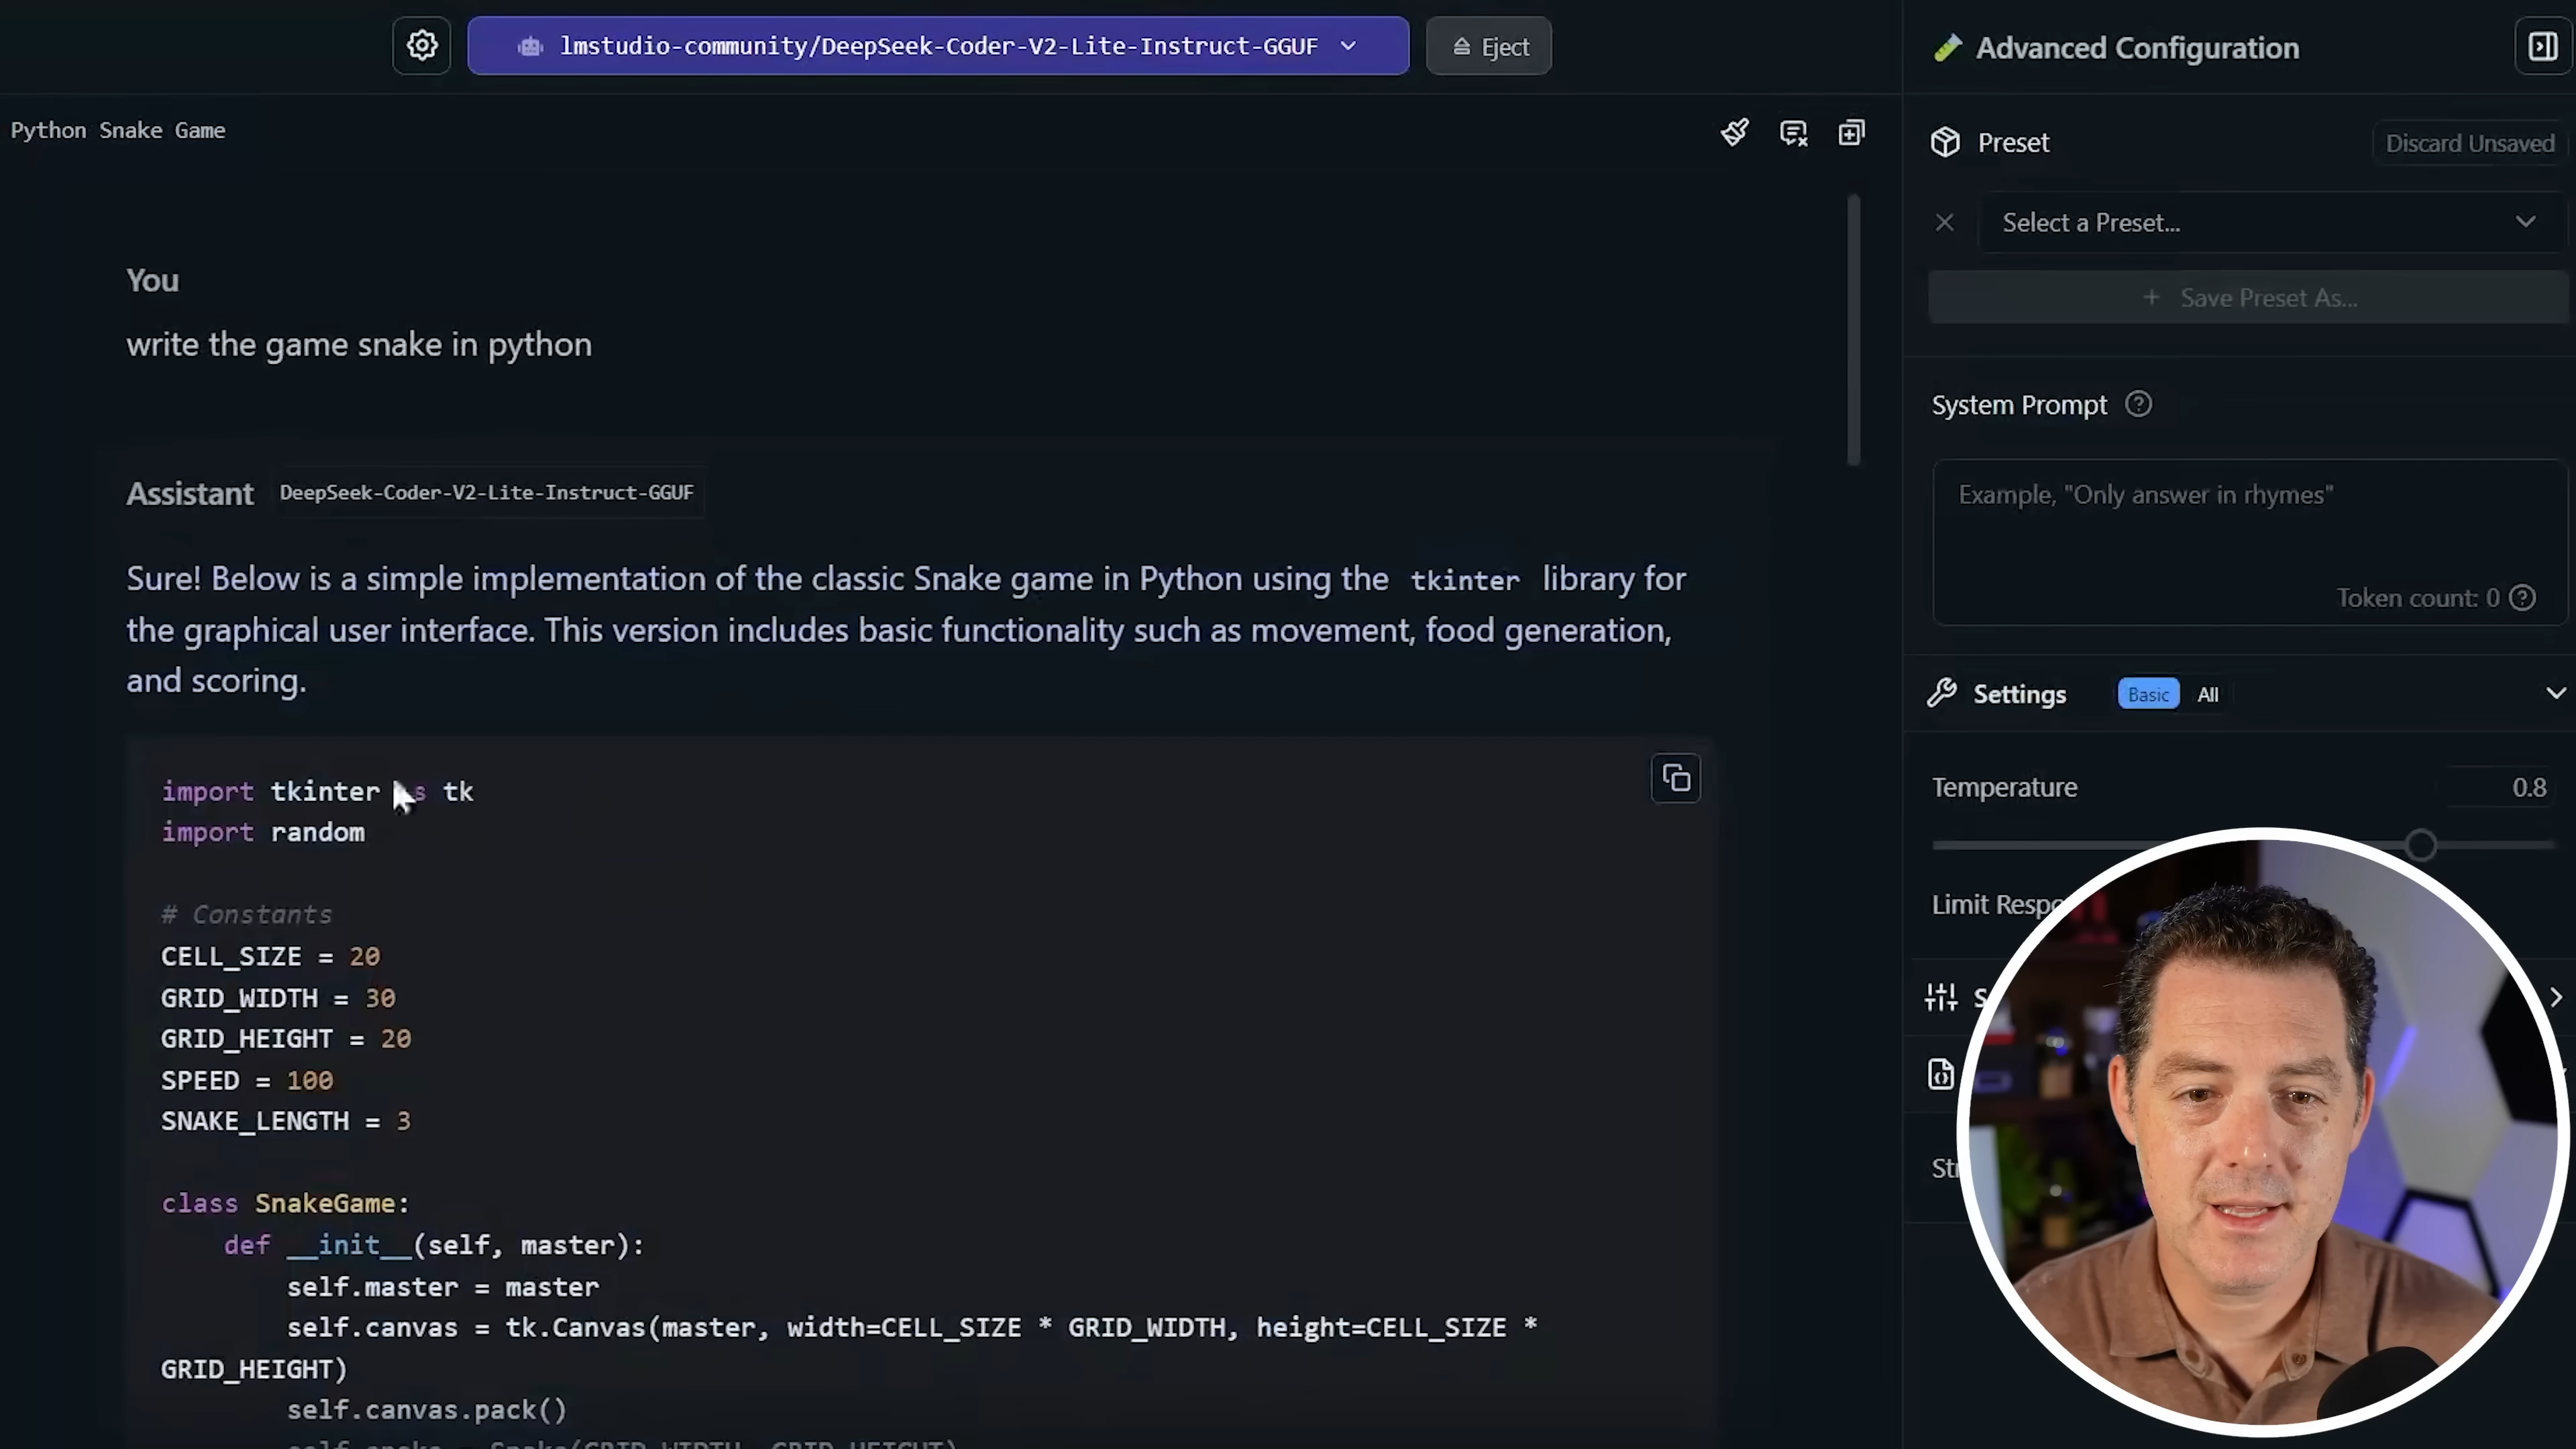 lmstudio-community/DeepSeek-Coder-V2-Lite-Instruct-GGUF
Eject
Advanced Configuration
Python Snake Game
Preset
Discard Unsaved
Select a Preset...
+ Save Preset As...
You
write the game snake in python
System Prompt
Example, "Only answer in rhymes"
Token count: 0
Assistant
DeepSeek-Coder-V2-Lite-Instruct-GGUF
Sure! Below is a simple implementation of the classic Snake game in Python using the tkinter library for
the graphical user interface. This version includes basic functionality such as movement, food generation,
and scoring.
Settings
Basic
All
Temperature
0.8
Limit
import tkinter tk
import random
# Constants
CELL_SIZE = 20
GRID_WIDTH = 30
GRID_HEIGHT = 20
SPEED = 100
SNAKE_LENGTH = 3
class SnakeGame:
def __init__(self, master):
self.master = master
self.canvas = tk.Canvas(master, width=CELL_SIZE * GRID_WIDTH, height=CELL_SIZE *
GRID_HEIGHT)
self.canvas.pack()